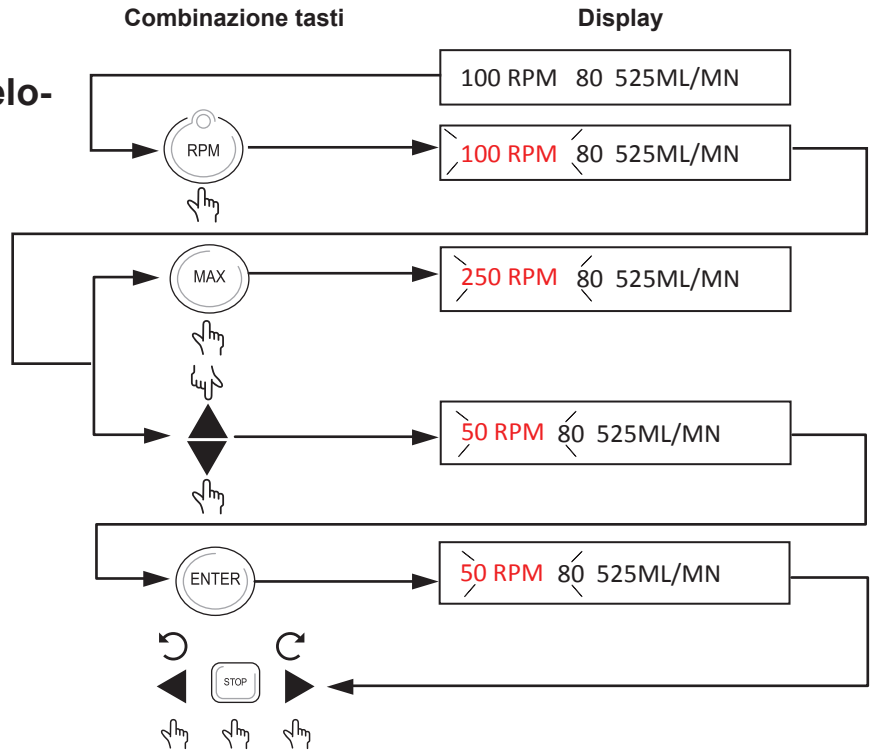 Combinazione tasti Display
elo-
100 RPM 80 525ML/MN
RPM 100 RPM 80 525ML/MN
MAX 250 RPM 80 525ML/MN
50 RPM 80 525ML/MN
ENTER 50 RPM 80 525ML/MN
STOP